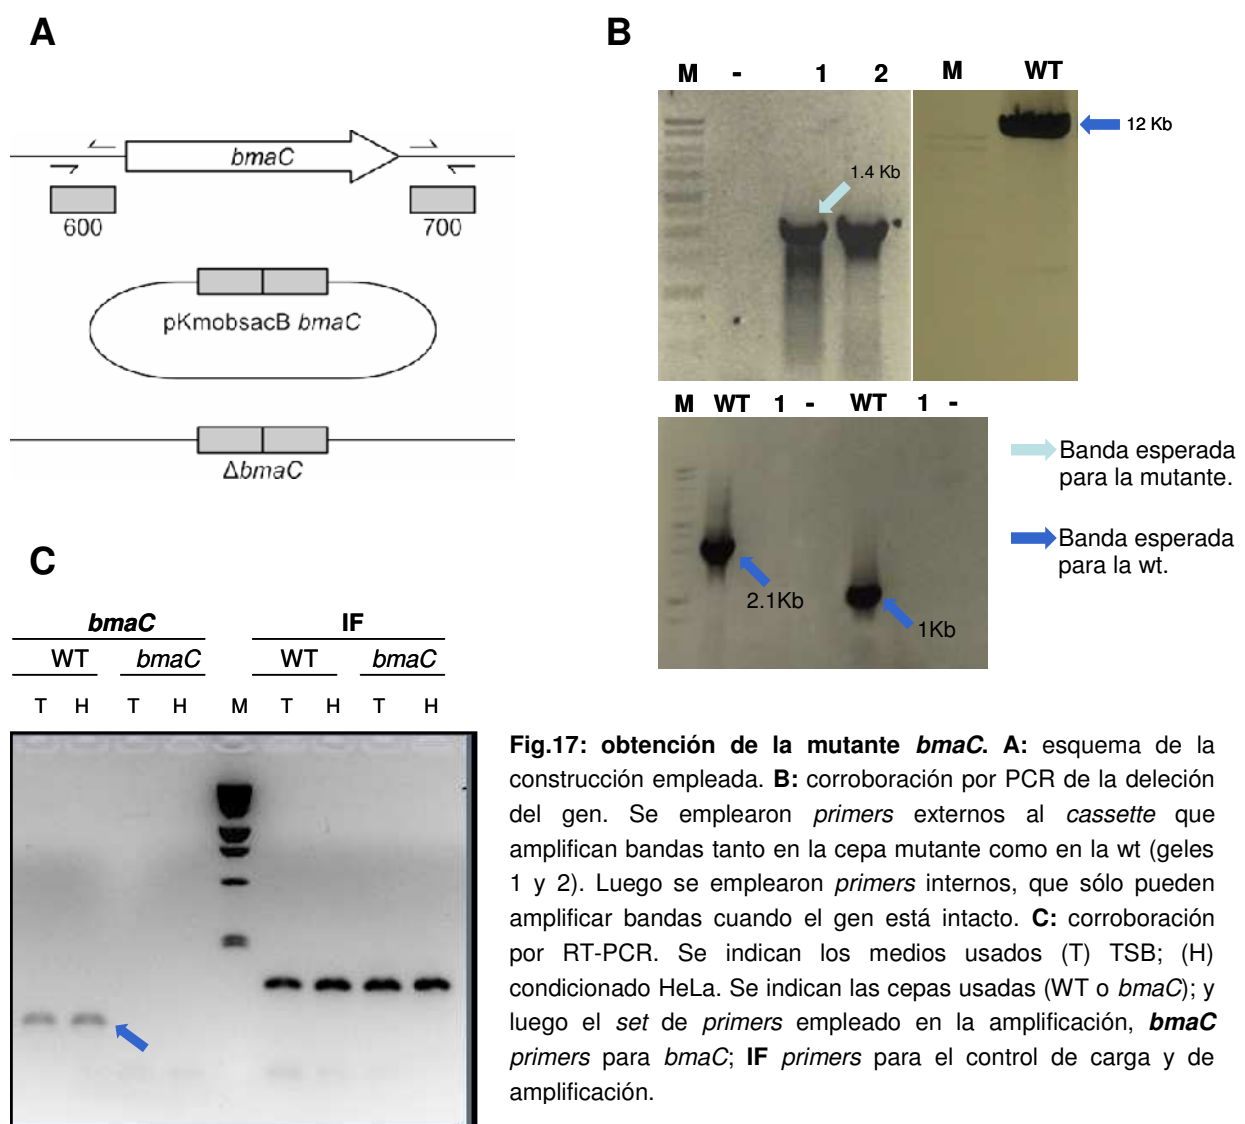 A
bmaC
600
700
pKmobsacB bmaC
ΔbmaC
B
M - 1 2 M WT
12 Kb
1.4 Kb
M WT 1 - WT 1 -
2.1Kb
1Kb
Banda esperada
para la mutante.
Banda esperada
para la wt.
C
bmaC IF
WT bmaC WT bmaC
T H T H M T H T H
Fig.17: obtención de la mutante bmaC. A: esquema de la
construcción empleada. B: corroboración por PCR de la deleción
del gen. Se emplearon primers externos al cassette que
amplifican bandas tanto en la cepa mutante como en la wt (geles
1 y 2). Luego se emplearon primers internos, que sólo pueden
amplificar bandas cuando el gen está intacto. C: corroboración
por RT-PCR. Se indican los medios usados (T) TSB; (H)
condicionado HeLa. Se indican las cepas usadas (WT o bmaC); y
luego el set de primers empleado en la amplificación, bmaC
primers para bmaC; IF primers para el control de carga y de
amplificación.